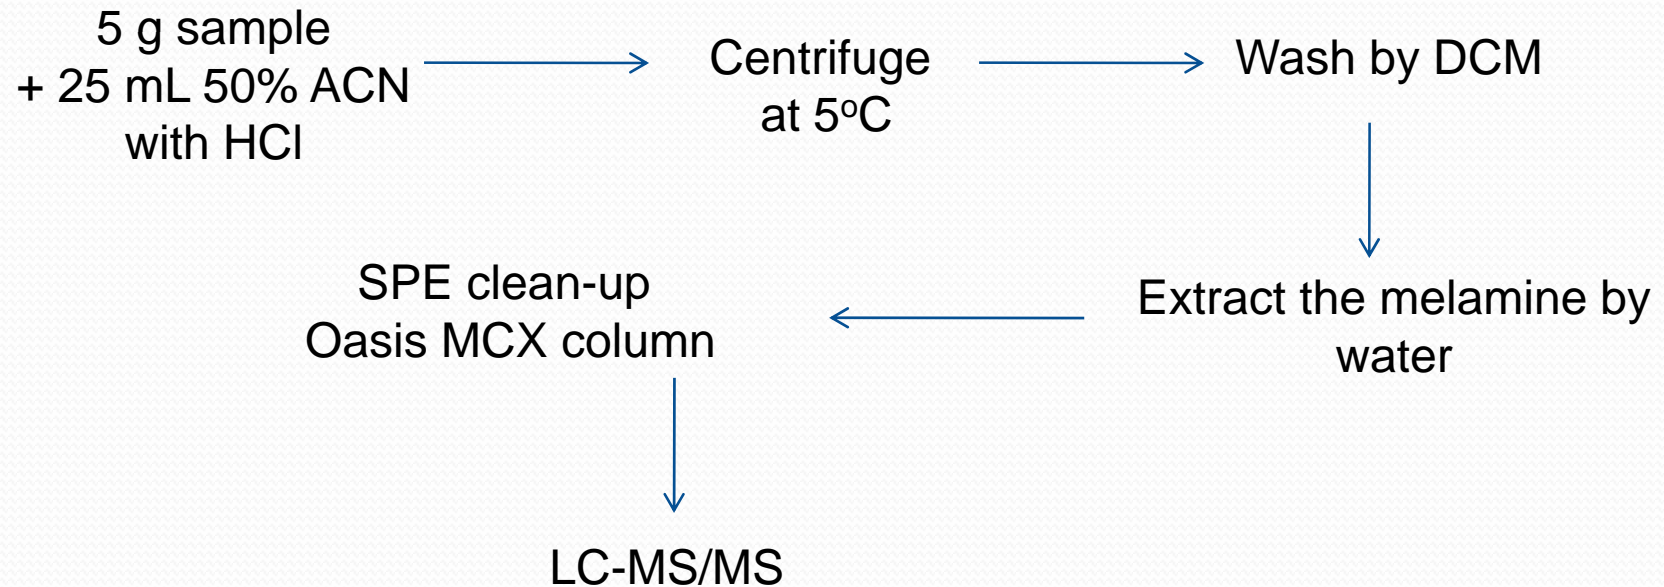 5 g sample
+ 25 mL 50% ACN
with HCl
Centrifuge
at 5ºC
Wash by DCM
Extract the melamine by
water
SPE clean-up
Oasis MCX column
LC-MS/MS